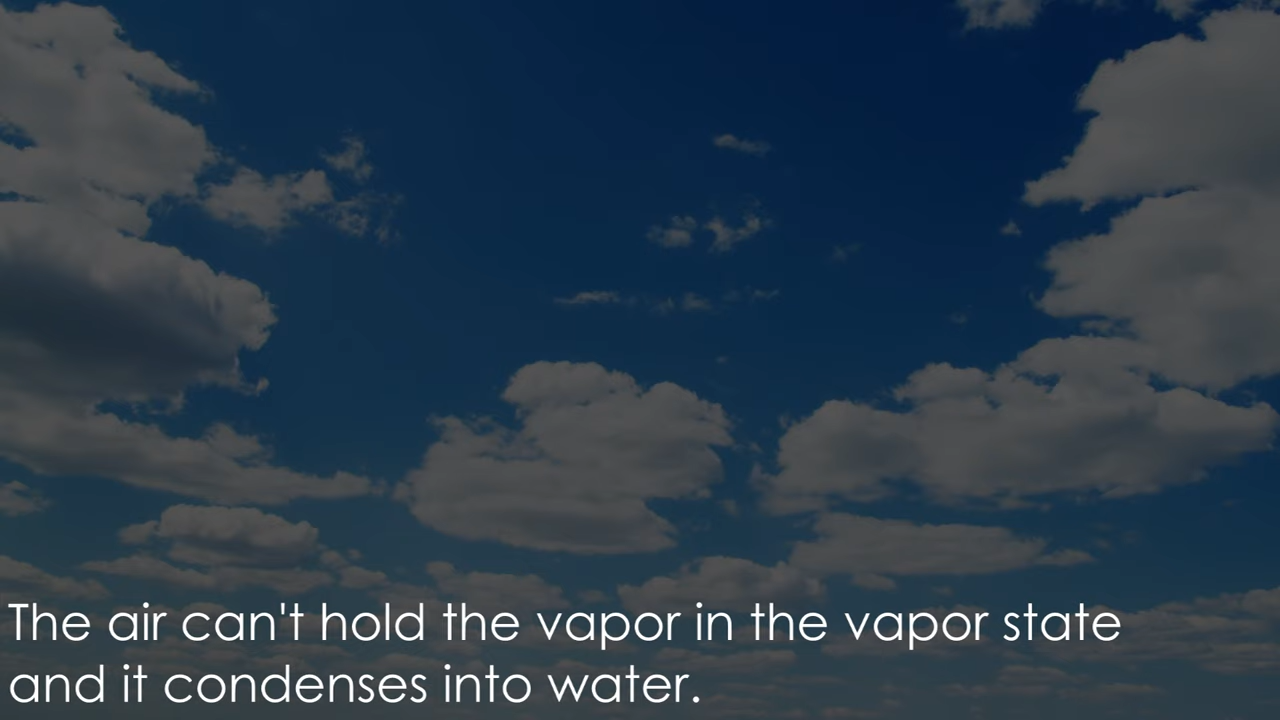 The air can't hold the vapor in the vapor state
and it condenses into water.